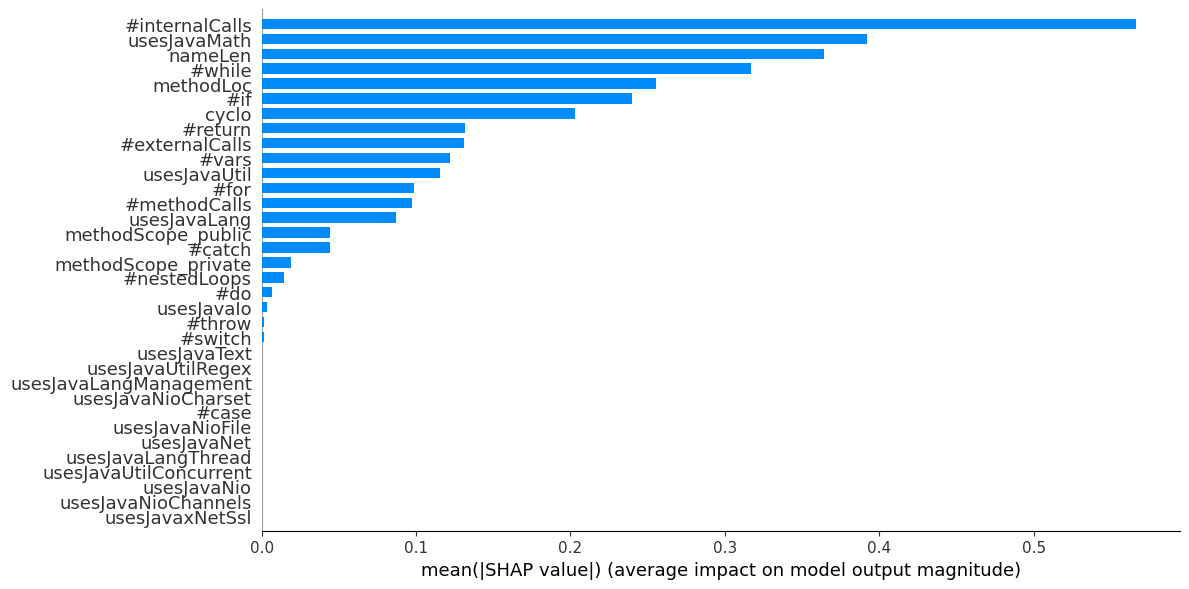 #internalCalls
usesJavaMath
nameLen
#while
methodLoc
#if
cyclo
#return
#externalCalls
#vars
usesJavaUtil
#for
#methodCalls
usesJavaLang
methodScope_public
#catch
methodScope_private
#nestedLoops
#do
usesJavaIo
#throw
#switch
usesJavaText
usesJavaUtilRegex
usesJavaLangManagement
usesJavaNioCharset
#case
usesJavaNioFile
usesJavaNet
usesJavaLangThread
usesJavaUtilConcurrent
usesJavaNio
usesJavaNioChannels
usesJavaxNetSsl
0.0 0.1 0.2 0.3 0.4 0.5
mean(|SHAP value|) (average impact on model output magnitude)